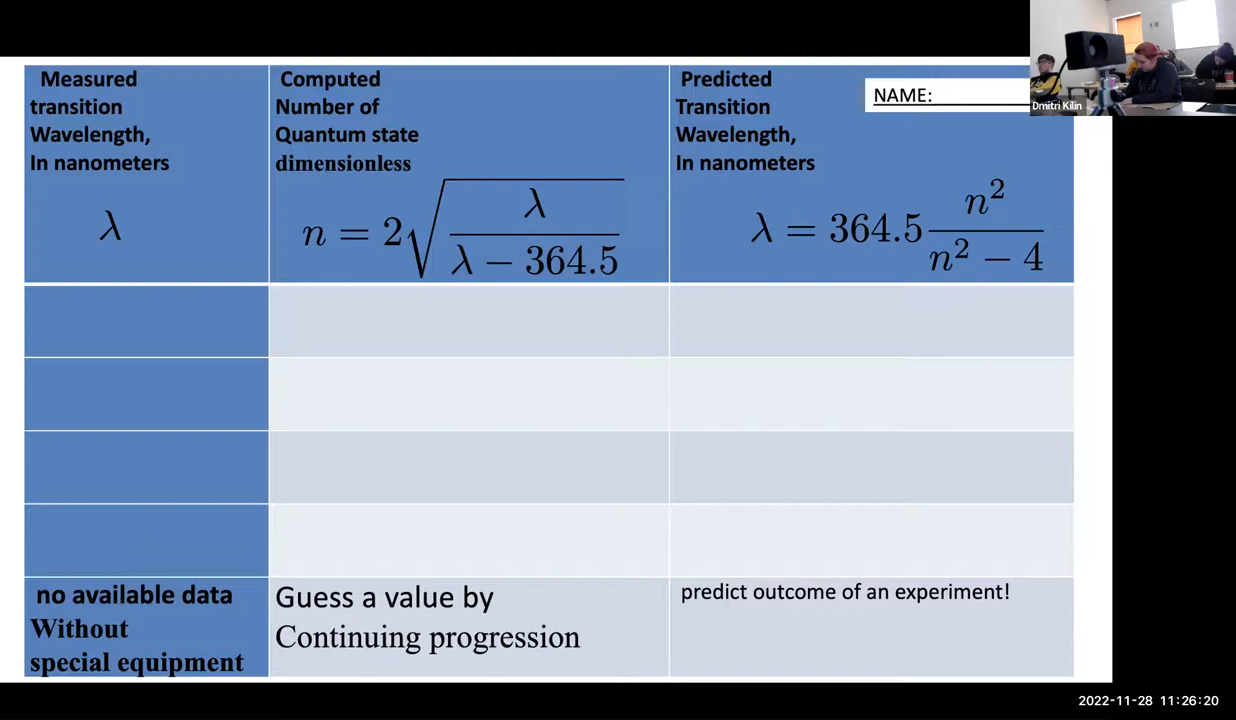 Measured
transition
Wavelength,
In nanometers
λ
Computed
Number of
Quantum state
dimensionless
n = 2√(λ / (λ − 364.5))
Predicted
Transition
Wavelength,
In nanometers
λ = 364.5 n² / (n² − 4)
NAME:
Dmitri Kilin
no available data
Without
special equipment
Guess a value by
Continuing progression
predict outcome of an experiment!
2022-11-28 11:26:20